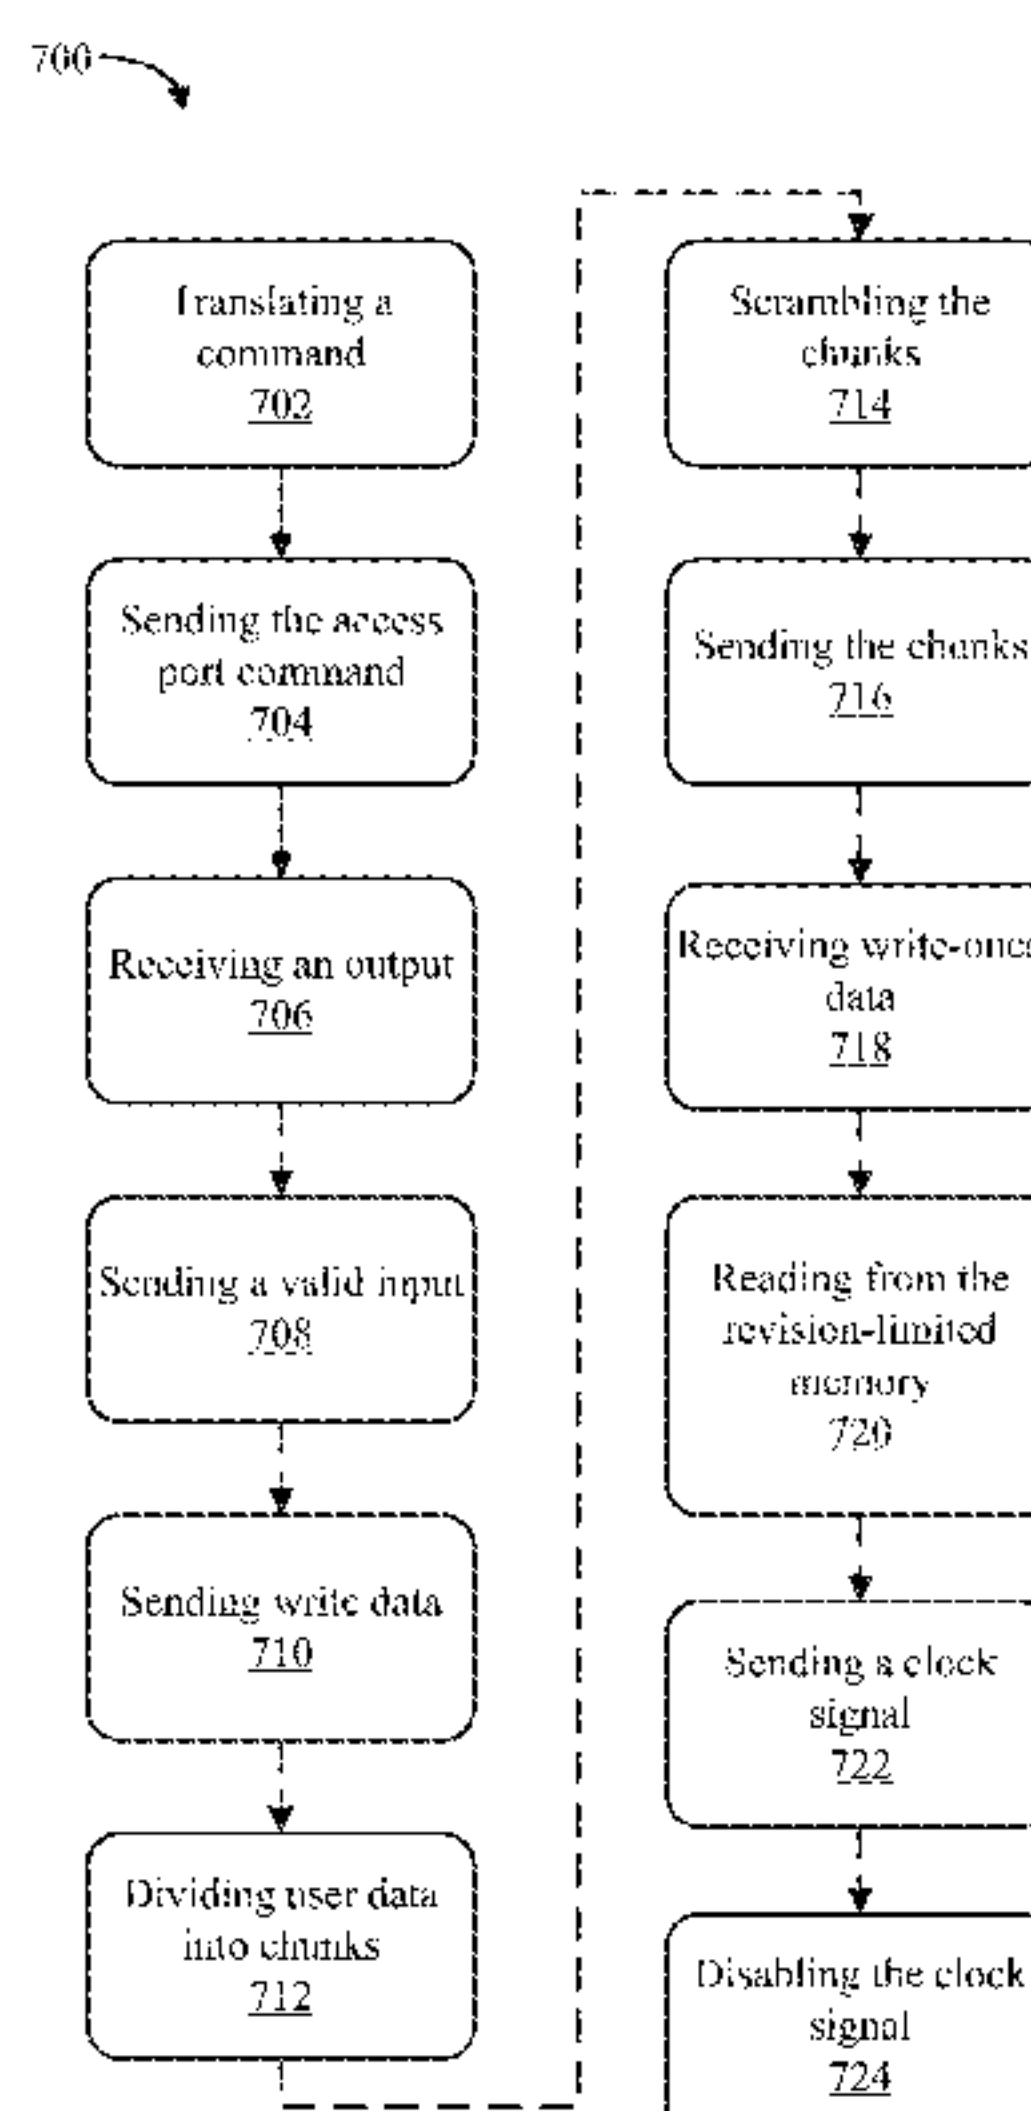 700
Translating a
command
702
Sending the access
port command
704
Receiving an output
706
Sending a valid input
708
Sending write data
710
Dividing user data
into chunks
712
Scrambling the
chunks
714
Sending the chunks
716
Receiving write-once
data
718
Reading from the
revision-limited
memory
720
Sending a clock
signal
722
Disabling the clock
signal
724